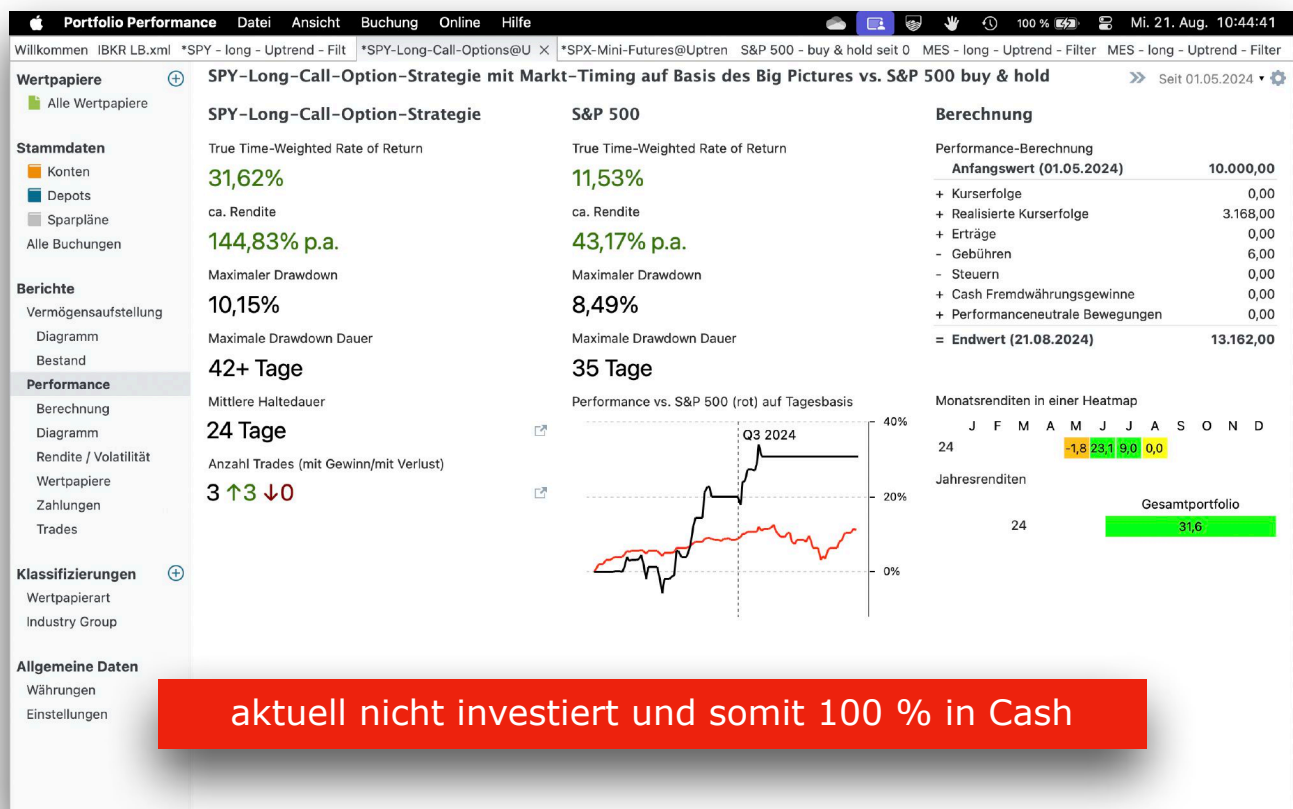 Portfolio Performance Datei Ansicht Buchung Online Hilfe 100 % Mi. 21. Aug. 10:44:41
Willkommen IBKR LB.xml *SPY - long - Uptrend - Filt *SPY-Long-Call-Options@U *SPX-Mini-Futures@Uptren S&P 500 - buy & hold seit 0 MES - long - Uptrend - Filter MES - long - Uptrend - Filter
Wertpapiere
Alle Wertpapiere
Stammdaten
Konten
Depots
Sparpläne
Alle Buchungen
Berichte
Vermögensaufstellung
Diagramm
Bestand
Performance
Berechnung
Diagramm
Rendite / Volatilität
Wertpapiere
Zahlungen
Trades
Klassifizierungen
Wertpapierart
Industry Group
Allgemeine Daten
Währungen
Einstellungen
SPY-Long-Call-Option-Strategie mit Markt-Timing auf Basis des Big Pictures vs. S&P 500 buy & hold
Seit 01.05.2024
SPY-Long-Call-Option-Strategie
True Time-Weighted Rate of Return
31,62%
ca. Rendite
144,83% p.a.
Maximaler Drawdown
10,15%
Maximale Drawdown Dauer
42+ Tage
Mittlere Haltedauer
24 Tage
Anzahl Trades (mit Gewinn/mit Verlust)
3 ↑3 ↓0
S&P 500
True Time-Weighted Rate of Return
11,53%
ca. Rendite
43,17% p.a.
Maximaler Drawdown
8,49%
Maximale Drawdown Dauer
35 Tage
Performance vs. S&P 500 (rot) auf Tagesbasis
Q3 2024
40%
20%
0%
Berechnung
Performance-Berechnung
Anfangswert (01.05.2024) 10.000,00
+ Kurserfolge 0,00
+ Realisierte Kurserfolge 3.168,00
+ Erträge 0,00
- Gebühren 6,00
- Steuern 0,00
+ Cash Fremdwährungsgewinne 0,00
+ Performanceneutrale Bewegungen 0,00
= Endwert (21.08.2024) 13.162,00
Monatsrenditen in einer Heatmap
J F M A M J J A S O N D
24 -1,8 23,1 9,0 0,0
Jahresrenditen
Gesamtportfolio
24 31,6
aktuell nicht investiert und somit 100 % in Cash